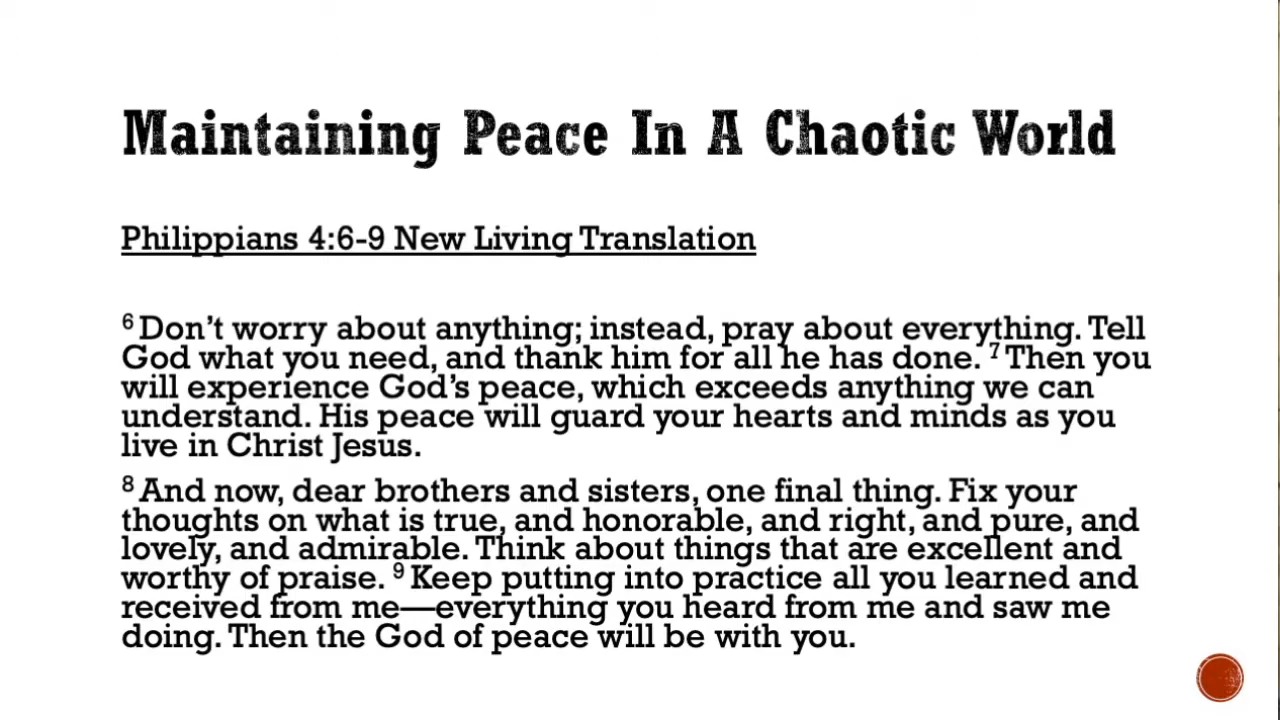 Maintaining Peace In A Chaotic World
Philippians 4:6-9 New Living Translation
6 Don’t worry about anything; instead, pray about everything. Tell
God what you need, and thank him for all he has done. 7 Then you
will experience God’s peace, which exceeds anything we can
understand. His peace will guard your hearts and minds as you
live in Christ Jesus.
8 And now, dear brothers and sisters, one final thing. Fix your
thoughts on what is true, and honorable, and right, and pure, and
lovely, and admirable. Think about things that are excellent and
worthy of praise. 9 Keep putting into practice all you learned and
received from me—everything you heard from me and saw me
doing. Then the God of peace will be with you.